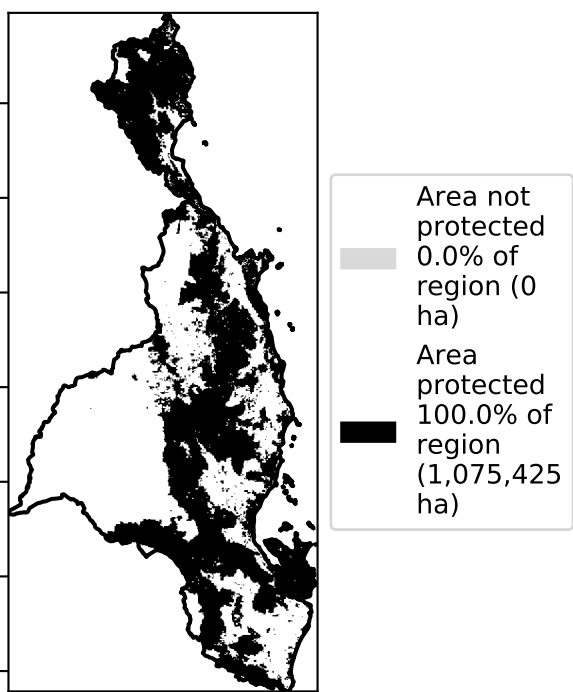 Area not
protected
0.0% of
region (0
ha)
Area
protected
100.0% of
region
(1,075,425
ha)